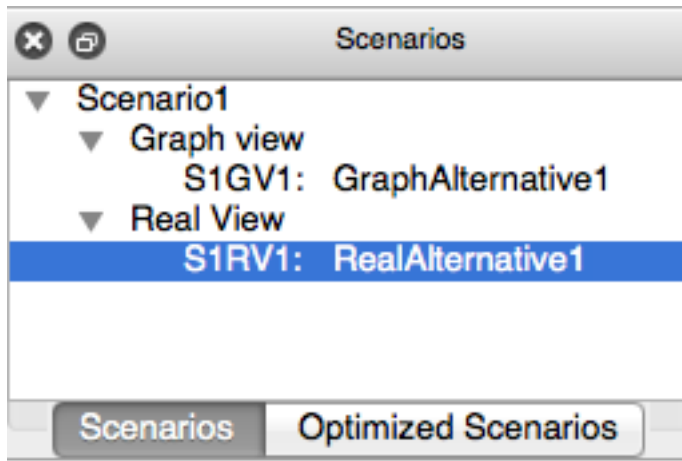 Scenarios
Scenario1
Graph view
S1GV1: GraphAlternative1
Real View
S1RV1: RealAlternative1
Scenarios Optimized Scenarios